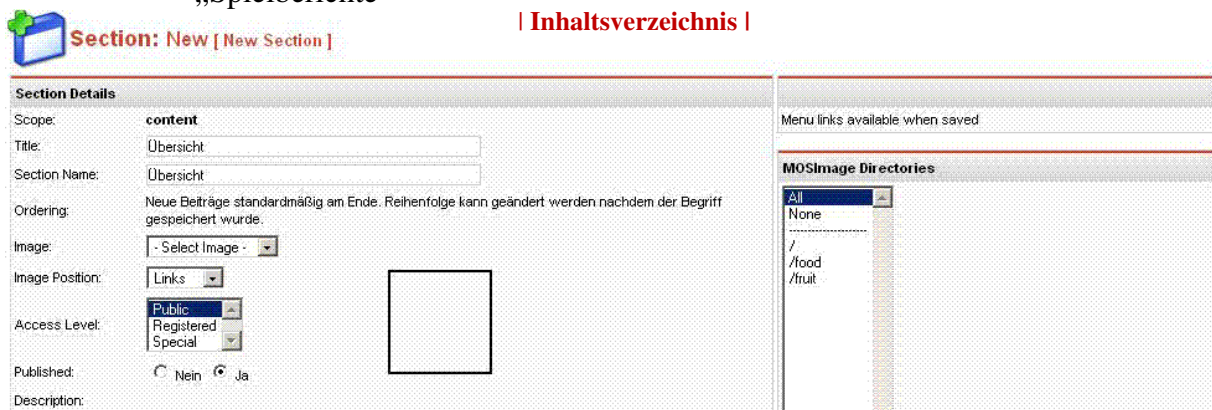 „Spielberichte
| Inhaltsverzeichnis |
Section: New [ New Section ]
Section Details
Scope: content
Title: Übersicht
Section Name: Übersicht
Ordering: Neue Beiträge standardmäßig am Ende. Reihenfolge kann geändert werden nachdem der Begriff
gespeichert wurde.
Image: - Select Image -
Image Position: Links
Access Level: Public
Registered
Special
Published: Nein Ja
Description:
Menu links available when saved
MOSImage Directories
All
None
---------------------
/
/food
/fruit